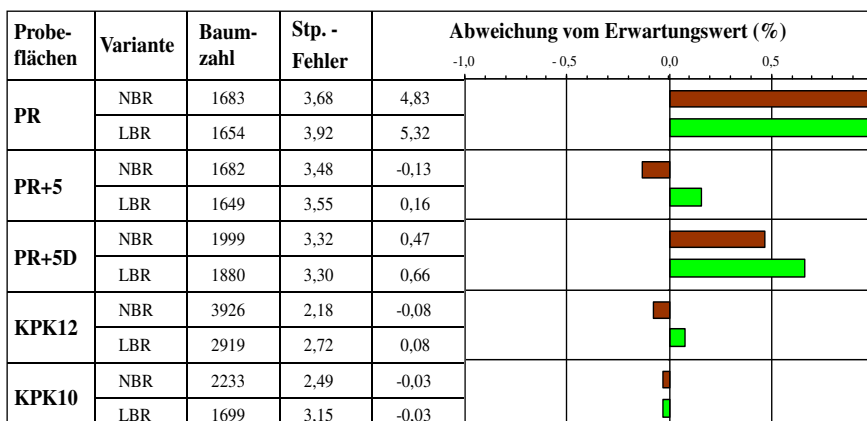 Probe-flächen Variante Baum-zahl Stp. - Fehler Abweichung vom Erwartungswert (%)
-1,0 - 0,5 0,0 0,5
PR NBR 1683 3,68 4,83
LBR 1654 3,92 5,32
PR+5 NBR 1682 3,48 -0,13
LBR 1649 3,55 0,16
PR+5D NBR 1999 3,32 0,47
LBR 1880 3,30 0,66
KPK12 NBR 3926 2,18 -0,08
LBR 2919 2,72 0,08
KPK10 NBR 2233 2,49 -0,03
LBR 1699 3,15 -0,03